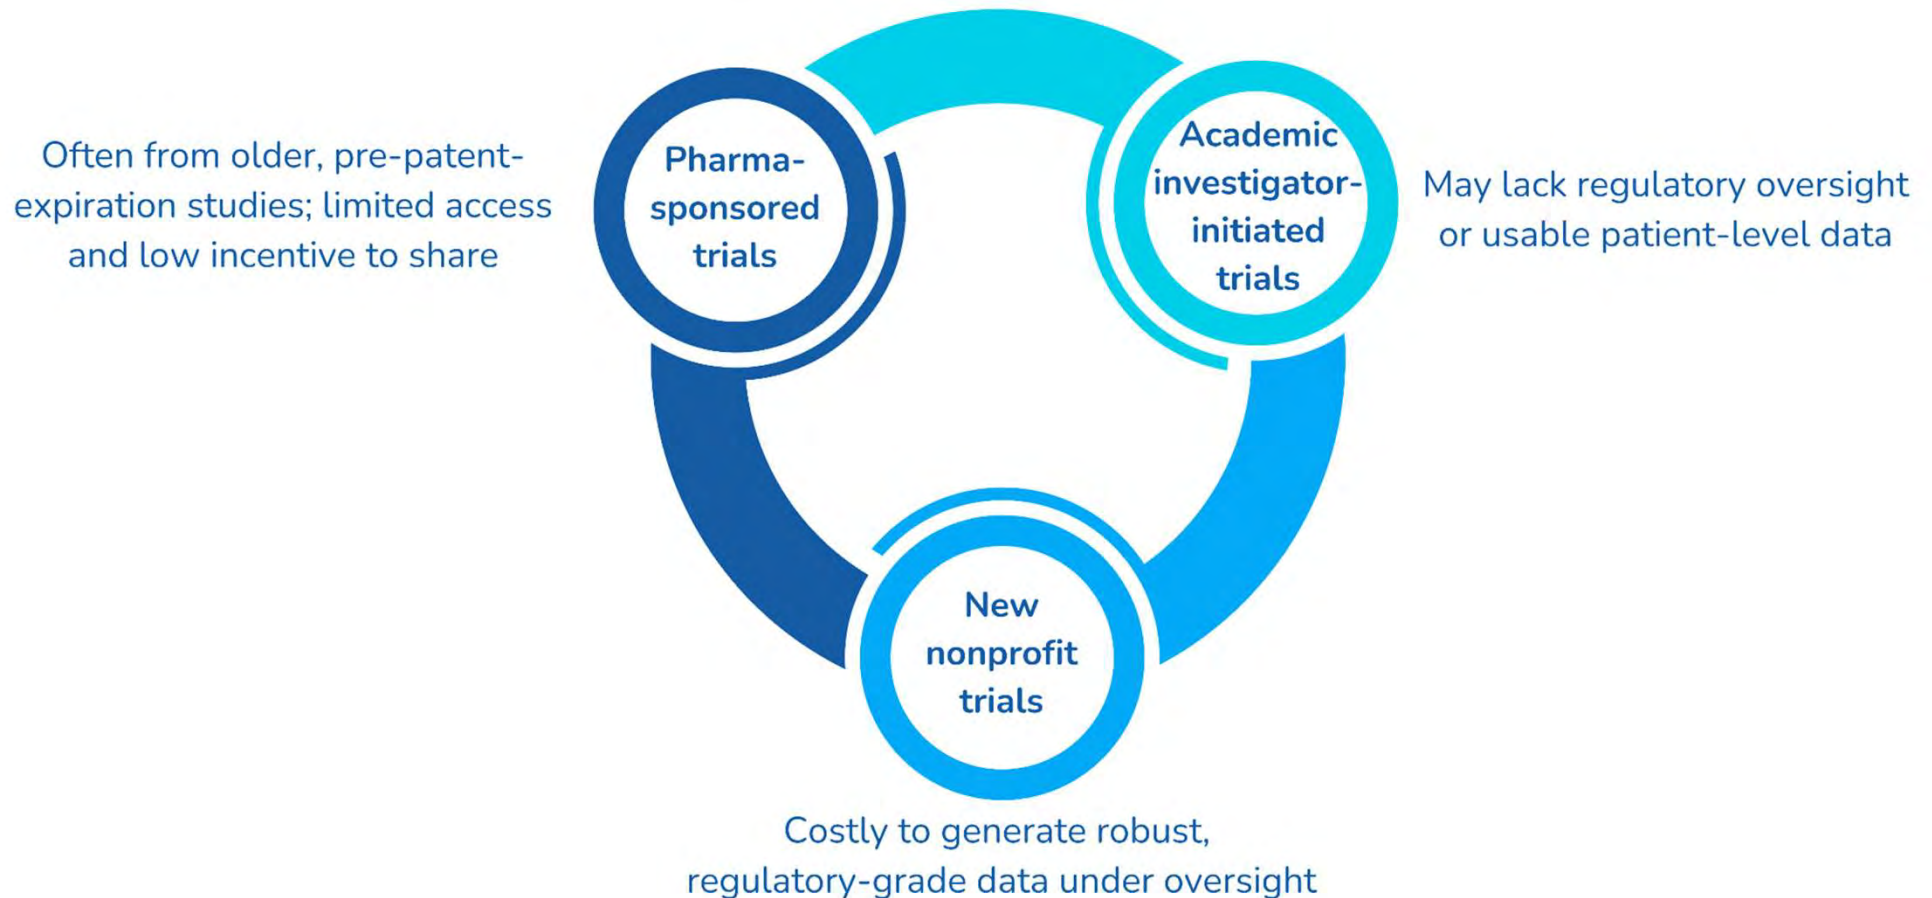 Often from older, pre-patent-
expiration studies; limited access
and low incentive to share
Pharma-
sponsored
trials
Academic
investigator-
initiated
trials
May lack regulatory oversight
or usable patient-level data
New
nonprofit
trials
Costly to generate robust,
regulatory-grade data under oversight